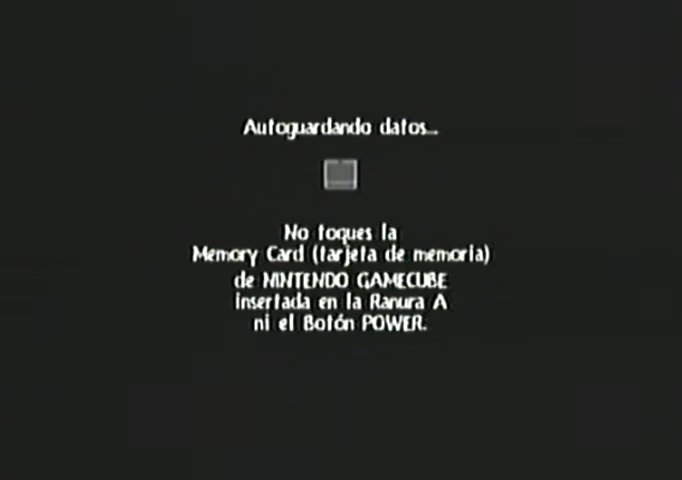 Autoguardando datos...
No toques la
Memory Card (tarjeta de memoria)
de NINTENDO GAMECUBE
insertada en la Ranura A
ni el Botón POWER.